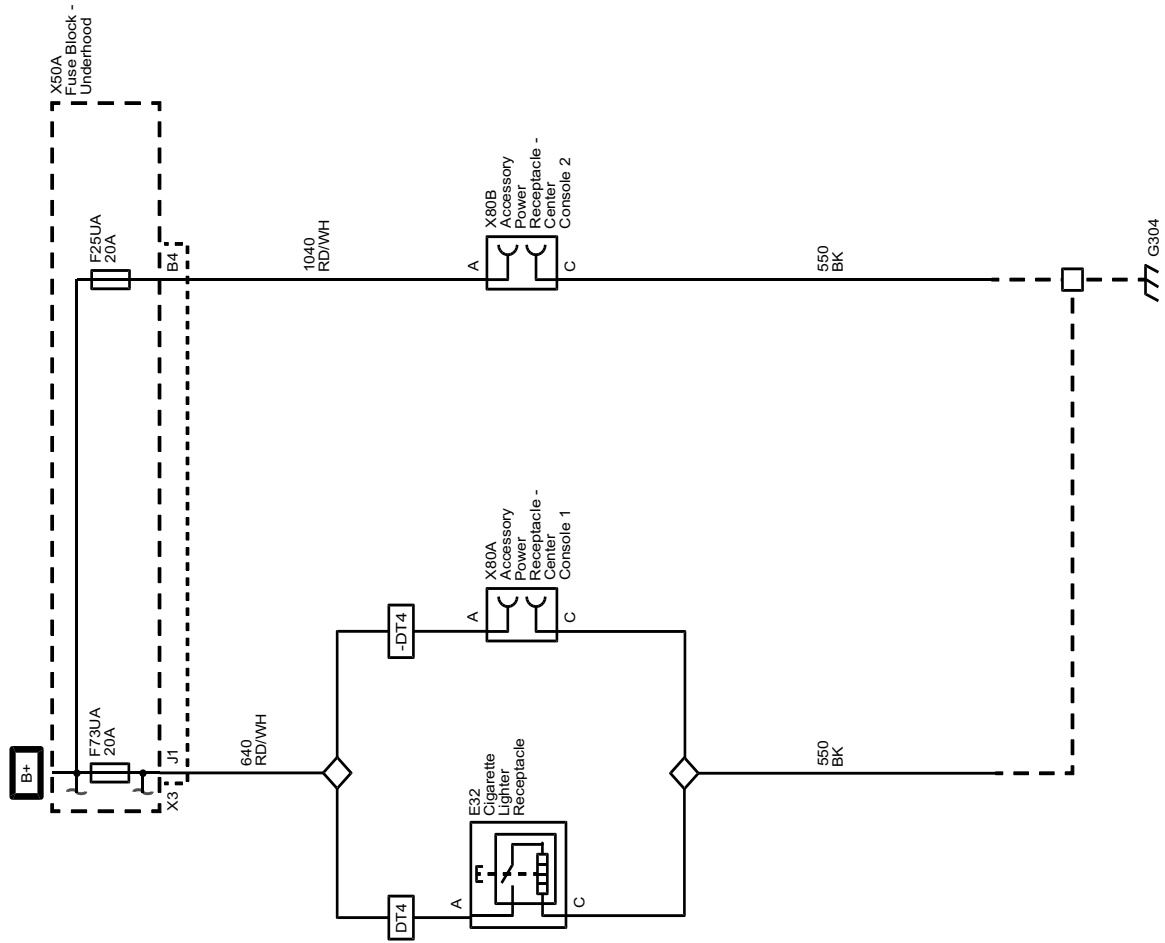 X50A
Fuse Block -
Underhood
B+
F73UA
20A
F25UA
20A
X3
J1
B4
640
RD/WH
1040
RD/WH
DT4
-DT4
E32
Cigarette
Lighter
Receptacle
A
C
X80A
Accessory
Power
Receptacle -
Center
Console 1
A
C
X80B
Accessory
Power
Receptacle -
Center
Console 2
A
C
550
BK
550
BK
G304